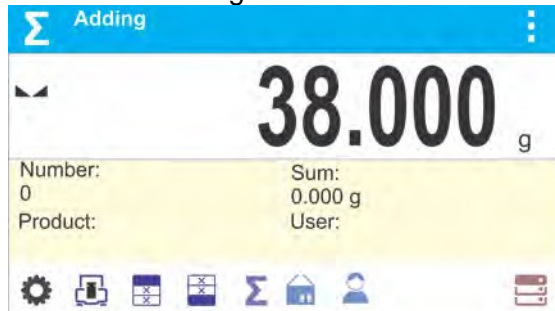 Σ Adding
38.000 g
Number:
0
Sum:
0.000 g
Product:
User:
Σ